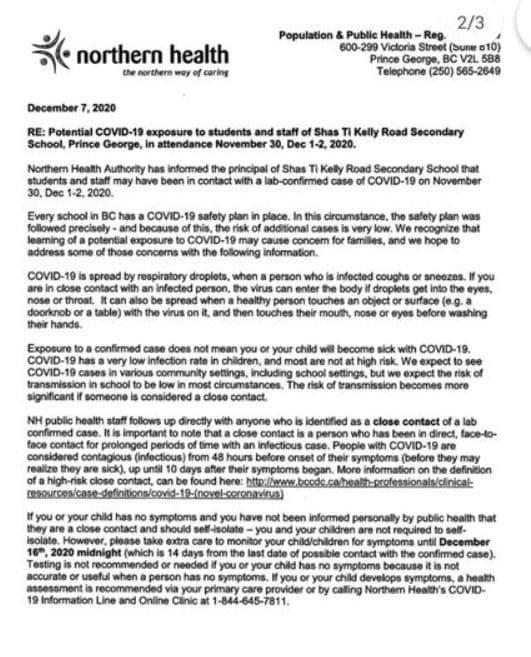 2/3
northern health
the northern way of caring
Population & Public Health – Reg.
600-299 Victoria Street
Prince George, BC V2L 5B8
Telephone (250) 565-2649
December 7, 2020
RE: Potential COVID-19 exposure to students and staff of Shas Ti Kelly Road Secondary
School, Prince George, in attendance November 30, Dec 1-2, 2020.
Northern Health Authority has informed the principal of Shas Ti Kelly Road Secondary School that
students and staff may have been in contact with a lab-confirmed case of COVID-19 on November
30, Dec 1-2, 2020.
Every school in BC has a COVID-19 safety plan in place. In this circumstance, the safety plan was
followed precisely - and because of this, the risk of additional cases is very low. We recognize that
learning of a potential exposure to COVID-19 may cause concern for families, and we hope to
address some of those concerns with the following information.
COVID-19 is spread by respiratory droplets, when a person who is infected coughs or sneezes. If you
are in close contact with an infected person, the virus can enter the body if droplets get into the eyes,
nose or throat. It can also be spread when a healthy person touches an object or surface (e.g. a
doorknob or a table) with the virus on it, and then touches their mouth, nose or eyes before washing
their hands.
Exposure to a confirmed case does not mean you or your child will become sick with COVID-19.
COVID-19 has a very low infection rate in children, and most are not at high risk. We expect to see
COVID-19 cases in various community settings, including school settings, but we expect the risk of
transmission in school to be low in most circumstances. The risk of transmission becomes more
significant if someone is considered a close contact.
NH public health staff follows up directly with anyone who is identified as a close contact of a lab
confirmed case. It is important to note that a close contact is a person who has been in direct, face-to-
face contact for prolonged periods of time with an infectious case. People with COVID-19 are
considered contagious (infectious) from 48 hours before onset of their symptoms (before they may
realize they are sick), up until 10 days after their symptoms began. More information on the definition
of a high-risk close contact, can be found here: http://www.bccdc.ca/health-professionals/clinical-
resources/case-definitions/covid-19-(novel-coronavirus)
If you or your child has no symptoms and you have not been informed personally by public health that
they are a close contact and should self-isolate – you and your children are not required to self-
isolate. However, please take extra care to monitor your child/children for symptoms until December
16th, 2020 midnight (which is 14 days from the last date of possible contact with the confirmed case).
Testing is not recommended or needed if you or your child has no symptoms because it is not
accurate or useful when a person has no symptoms. If you or your child develops symptoms, a health
assessment is recommended via your primary care provider or by calling Northern Health's COVID-
19 Information Line and Online Clinic at 1-844-645-7811.